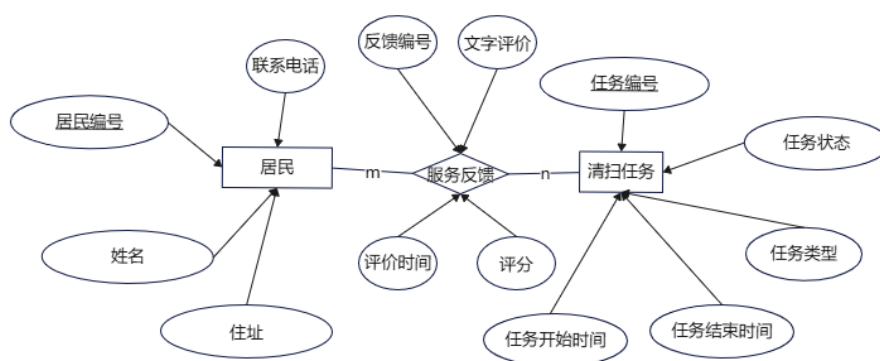 反馈编号
文字评价
联系电话
任务编号
居民编号
任务状态
居民
m
服务反馈
n
清扫任务
姓名
评价时间
评分
任务类型
住址
任务开始时间
任务结束时间